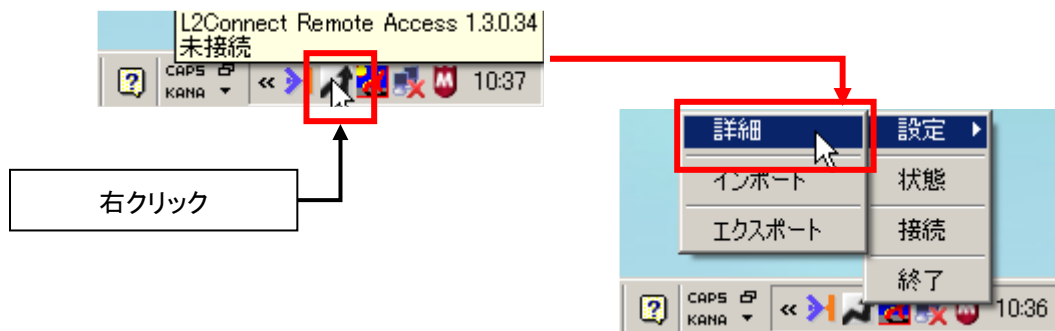 L2Connect Remote Access 1.3.0.34
未接続
CAPS
KANA
10:37
右クリック
詳細
設定
インポート
状態
エクスポート
接続
終了
CAPS
KANA
10:36